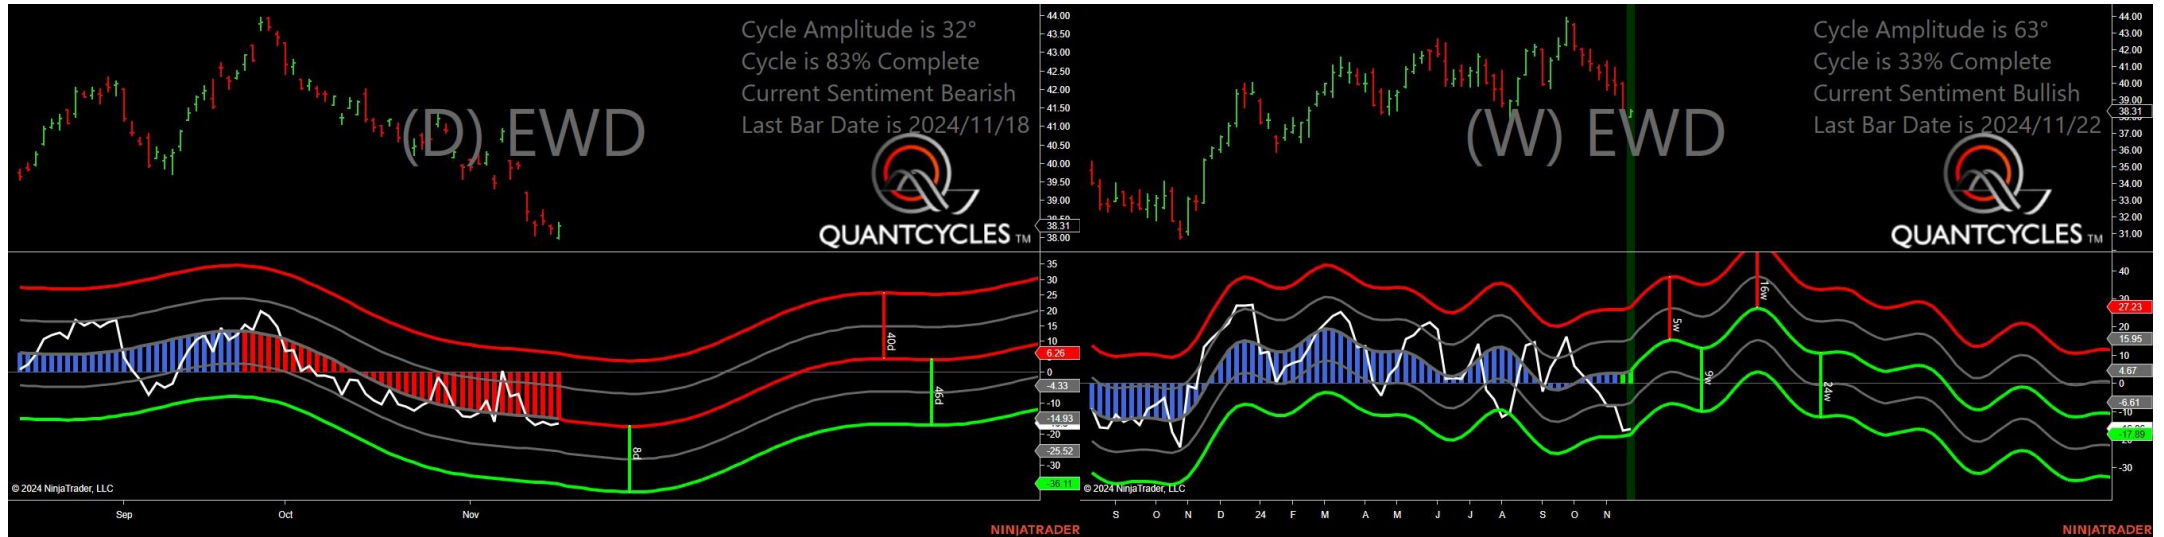 Cycle Amplitude is 32°
Cycle is 83% Complete
Current Sentiment Bearish
Last Bar Date is 2024/11/18
(D) EWD
QUANTCYCLES TM
44.00
43.50
43.00
42.50
42.00
41.50
41.00
40.50
40.00
39.50
39.00
38.31
38.00
35
30
25
20
15
10
6.26
0
-4.33
-10
-14.93
-20
-25.52
-30
-36.11
40d
46d
8d
© 2024 NinjaTrader, LLC
Sep Oct Nov
NINJATRADER
Cycle Amplitude is 63°
Cycle is 33% Complete
Current Sentiment Bullish
Last Bar Date is 2024/11/22
(W) EWD
QUANTCYCLES TM
44.00
43.00
42.00
41.00
40.00
39.00
38.31
37.00
36.00
35.00
34.00
33.00
32.00
31.00
40
27.23
20
15.95
10
4.67
0
-6.61
-10
-17.89
-30
5w
16w
9w
24w
© 2024 NinjaTrader, LLC
S O N D 24 F M A M J J A S O N
NINJATRADER